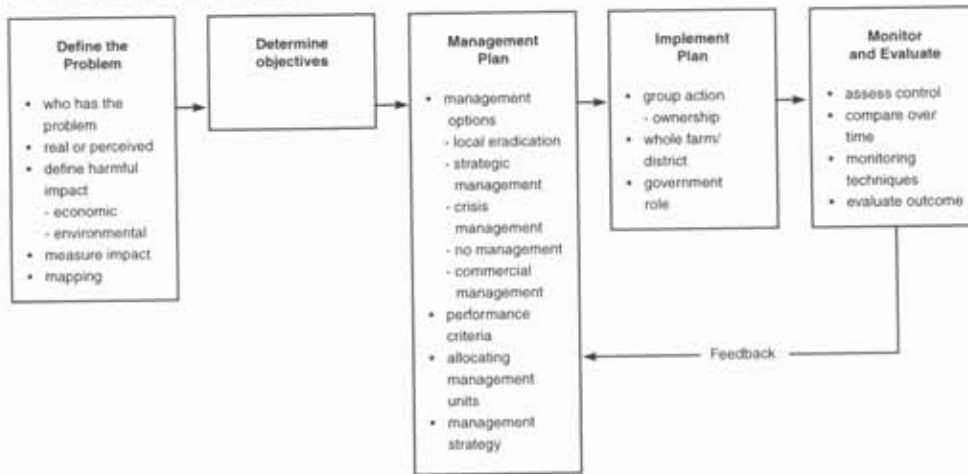 Define the
Problem
• who has the
problem
• real or perceived
• define harmful
impact
- economic
- environmental
• measure impact
• mapping
Determine
objectives
Management
Plan
• management
options
- local eradication
- strategic
management
- crisis
management
- no management
- commercial
management
• performance
criteria
• allocating
management
units
• management
strategy
Implement
Plan
• group action
- ownership
• whole farm/
district
• government
role
Monitor
and Evaluate
• assess control
• compare over
time
• monitoring
techniques
• evaluate outcome
Feedback